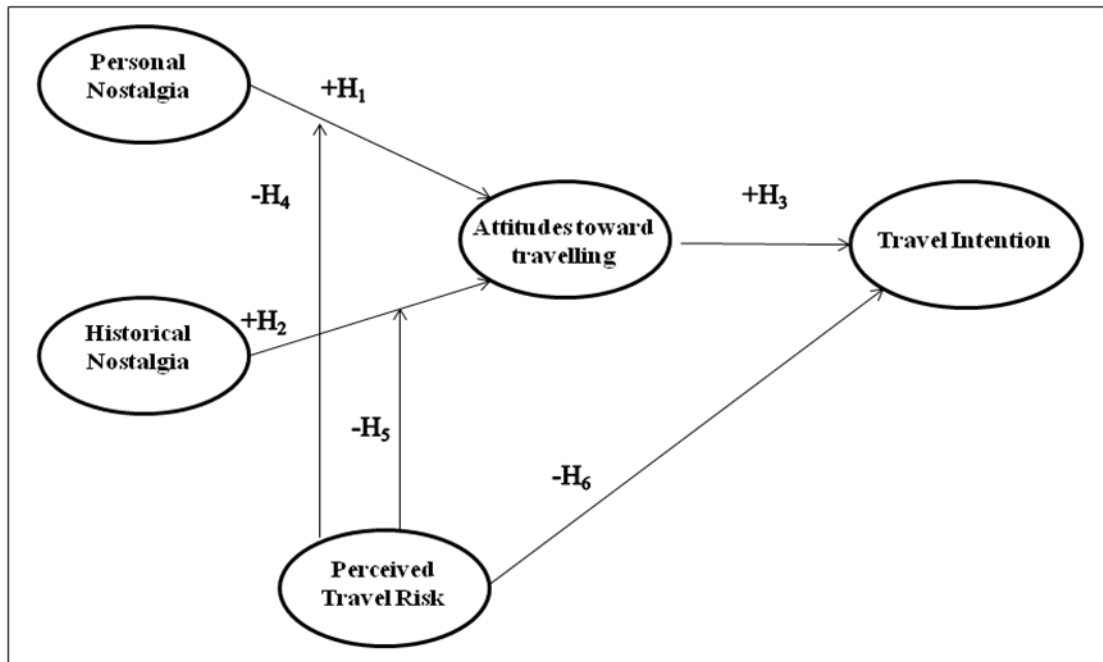 Personal
Nostalgia
+H₁
-H₄
Attitudes toward
travelling
+H₃
Travel Intention
+H₂
Historical
Nostalgia
-H₅
-H₆
Perceived
Travel Risk